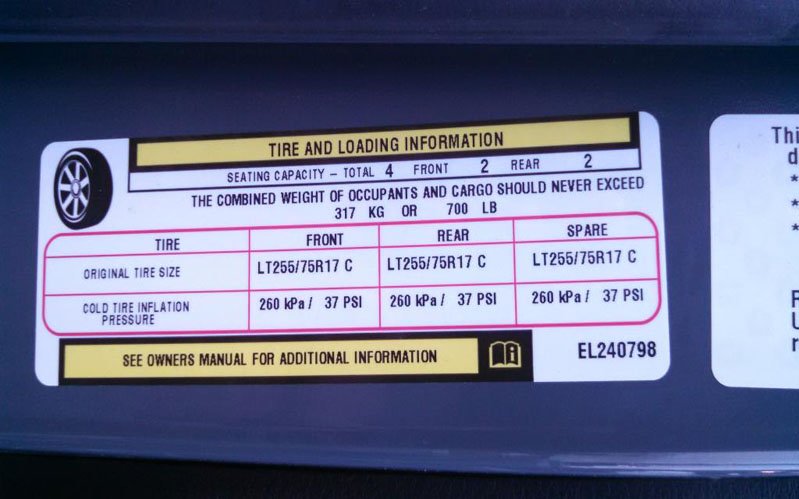 TIRE AND LOADING INFORMATION
SEATING CAPACITY – TOTAL 4 FRONT 2 REAR 2
THE COMBINED WEIGHT OF OCCUPANTS AND CARGO SHOULD NEVER EXCEED
317 KG OR 700 LB
TIRE FRONT REAR SPARE
ORIGINAL TIRE SIZE LT255/75R17 C LT255/75R17 C LT255/75R17 C
COLD TIRE INFLATION PRESSURE 260 kPa / 37 PSI 260 kPa / 37 PSI 260 kPa / 37 PSI
SEE OWNERS MANUAL FOR ADDITIONAL INFORMATION
EL240798
Thi
d
*
*
*